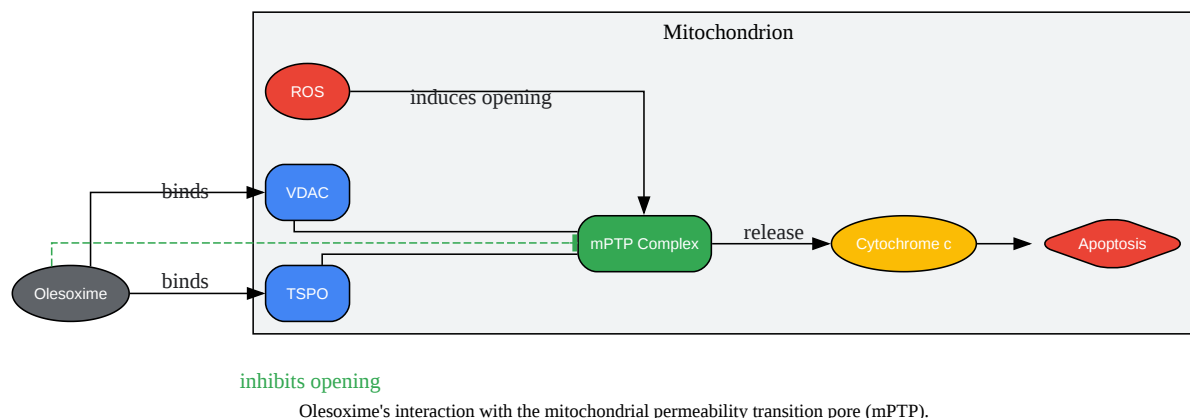 Mitochondrion
ROS
induces opening
binds
VDAC
mPTP Complex
release
Cytochrome c
Apoptosis
Olesoxime
binds
TSPO
inhibits opening
Olesoxime's interaction with the mitochondrial permeability transition pore (mPTP).